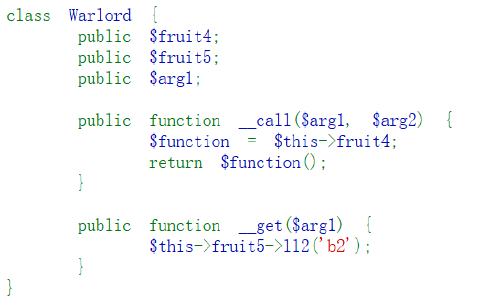 class Warlord {
public $fruit4;
public $fruit5;
public $arg1;
public function __call($arg1, $arg2) {
$function = $this->fruit4;
return $function();
}
public function __get($arg1) {
$this->fruit5->ll2('b2');
}
}